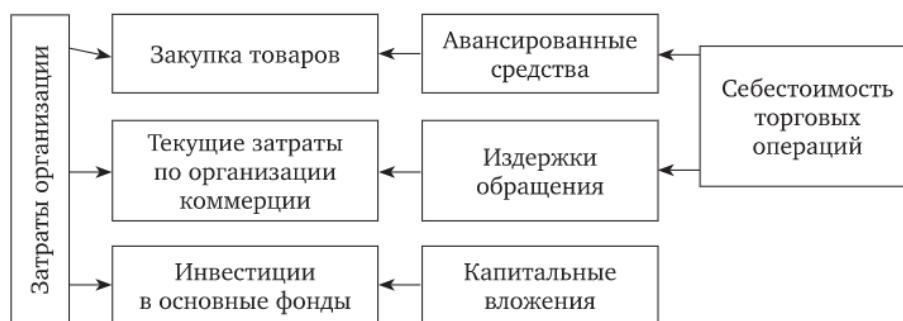 Затраты организации
Закупка товаров
Авансированные
средства
Себестоимость
торговых
операций
Текущие затраты
по организации
коммерции
Издержки
обращения
Инвестиции
в основные фонды
Капитальные
вложения